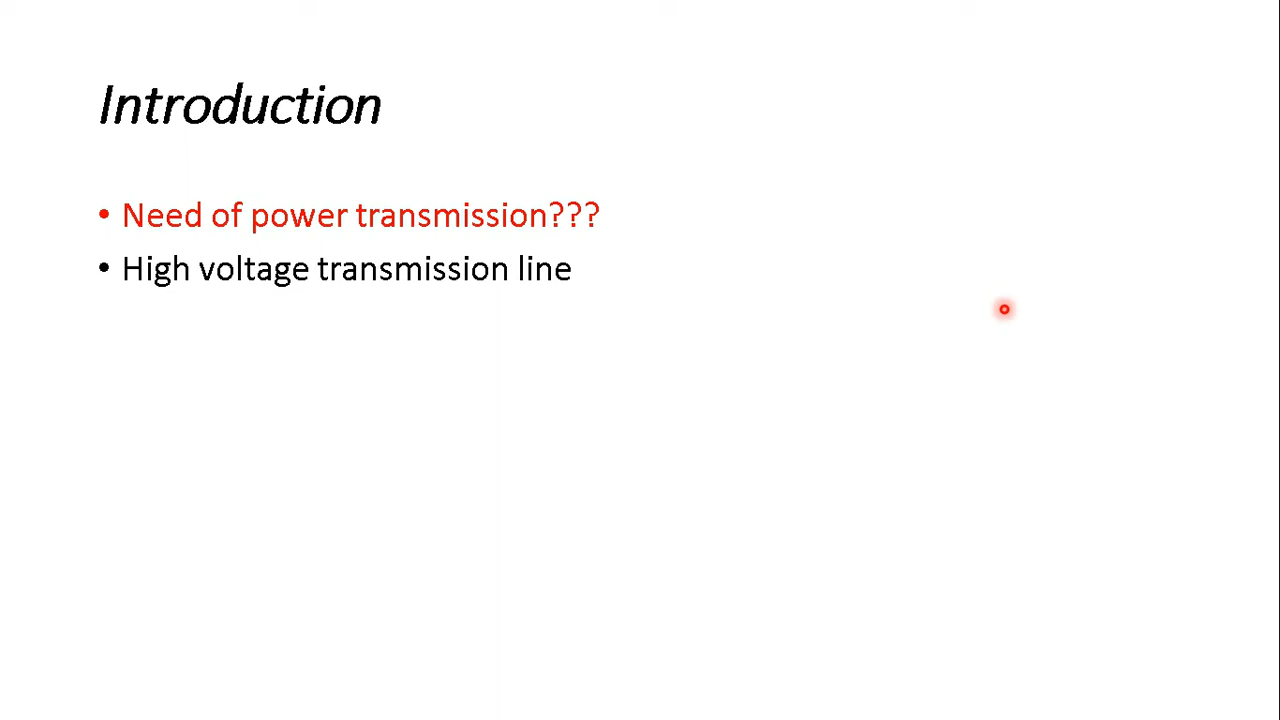 Introduction
• Need of power transmission???
• High voltage transmission line